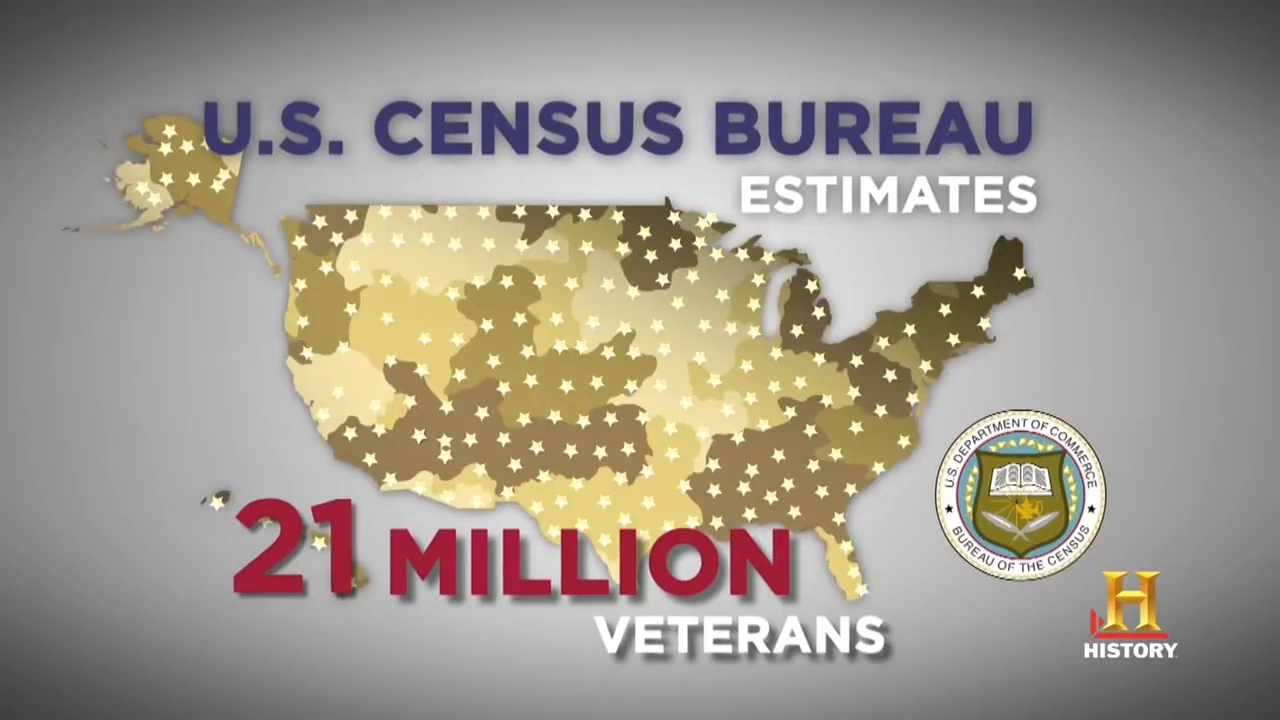 U.S. CENSUS BUREAU
ESTIMATES
21 MILLION
VETERANS
U.S. DEPARTMENT OF COMMERCE
BUREAU OF THE CENSUS
H
HISTORY